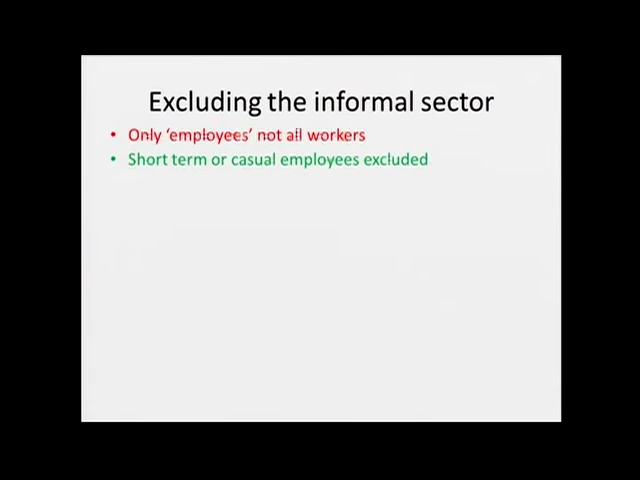 Excluding the informal sector
• Only 'employees' not all workers
• Short term or casual employees excluded